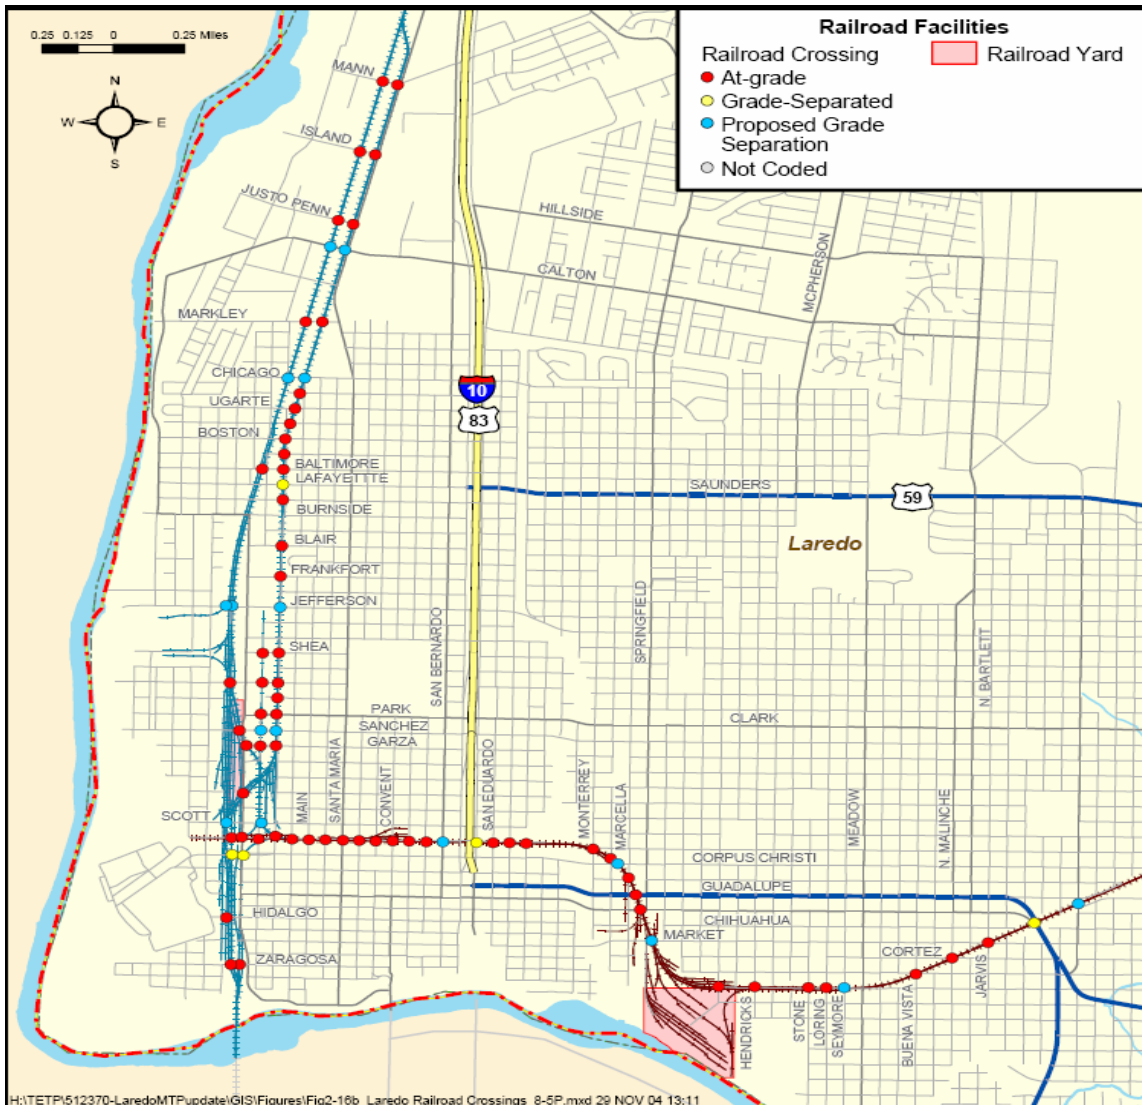 Railroad Facilities
Railroad Crossing
Railroad Yard
At-grade
Grade-Separated
Proposed Grade
Separation
Not Coded
0.25 0.125 0 0.25 Miles
N
W E
S
MANN
ISLAND
JUSTO PENN
HILLSIDE
CALTON
MCPHERSON
MARKLEY
CHICAGO
10
UGARTE
83
BOSTON
BALTIMORE
LAFAYETTTE
SAUNDERS
59
BURNSIDE
BLAIR
Laredo
FRANKFORT
JEFFERSON
SPRINGFIELD
SAN BERNARDO
N. BARTLETT
SHEA
PARK
CLARK
SANCHEZ
GARZA
MAIN
SANTA MARIA
CONVENT
SAN EDUARDO
MONTERREY
MARCELLA
MEADOW
N. MALINCHE
SCOTT
CORPUS CHRISTI
GUADALUPE
HIDALGO
CHIHUAHUA
MARKET
ZARAGOSA
CORTEZ
JARVIS
HENDRICKS
STONE
LORING
SEYMORE
BUENA VISTA
H:\TETP\512370-LaredoMTPupdate\GIS\Figures\Fig2-16b_Laredo Railroad Crossings_8-5P.mxd 29 NOV 04 13:11